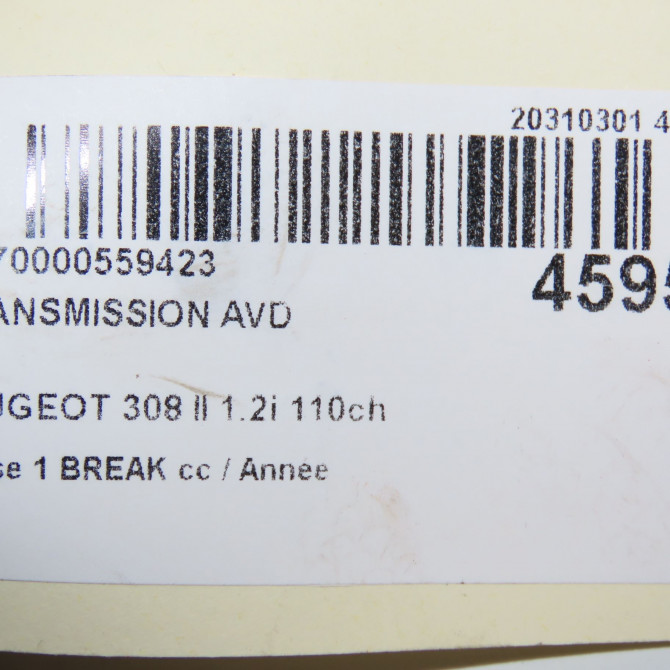 20310301 4
70000559423
4595
ANSMISSION AVD
UGEOT 308 II 1.2i 110ch
se 1 BREAK cc / Année